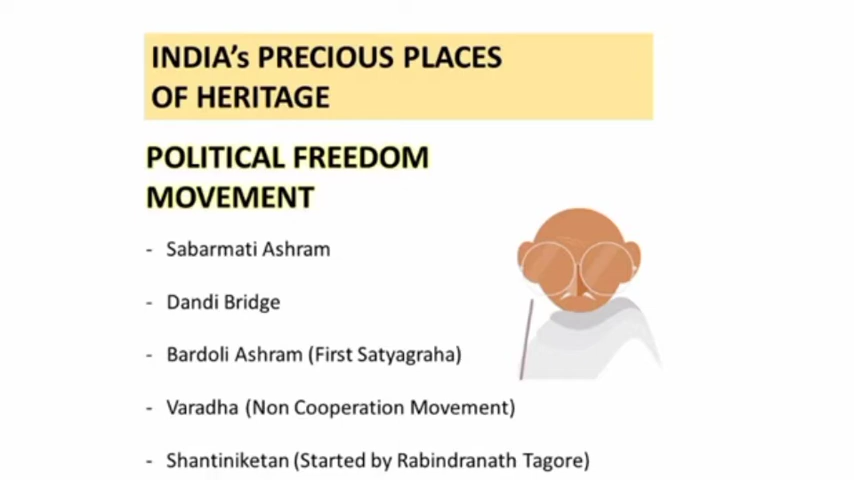 INDIA's PRECIOUS PLACES
OF HERITAGE
POLITICAL FREEDOM
MOVEMENT
- Sabarmati Ashram
- Dandi Bridge
- Bardoli Ashram (First Satyagraha)
- Varadha (Non Cooperation Movement)
- Shantiniketan (Started by Rabindranath Tagore)